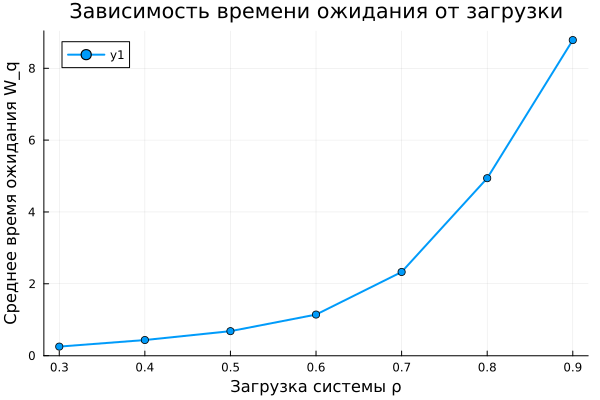 Зависимость времени ожидания от загрузки
y1
Среднее время ожидания W_q
8
6
4
2
0
0.3 0.4 0.5 0.6 0.7 0.8 0.9
Загрузка системы ρ